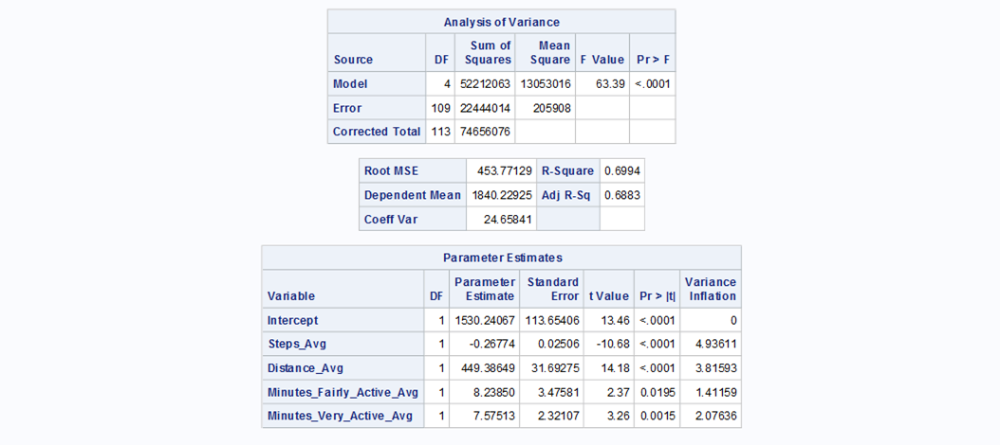 Analysis of Variance
Source DF Sum of Squares Mean Square F Value Pr > F
Model 4 52212063 13053016 63.39 <.0001
Error 109 22444014 205908
Corrected Total 113 74656076
Root MSE 453.77129 R-Square 0.6994
Dependent Mean 1840.22925 Adj R-Sq 0.6883
Coeff Var 24.65841
Parameter Estimates
Variable DF Parameter Estimate Standard Error t Value Pr > |t| Variance Inflation
Intercept 1 1530.24067 113.65406 13.46 <.0001 0
Steps_Avg 1 -0.26774 0.02506 -10.68 <.0001 4.93611
Distance_Avg 1 449.38649 31.69275 14.18 <.0001 3.81593
Minutes_Fairly_Active_Avg 1 8.23850 3.47581 2.37 0.0195 1.41159
Minutes_Very_Active_Avg 1 7.57513 2.32107 3.26 0.0015 2.07636